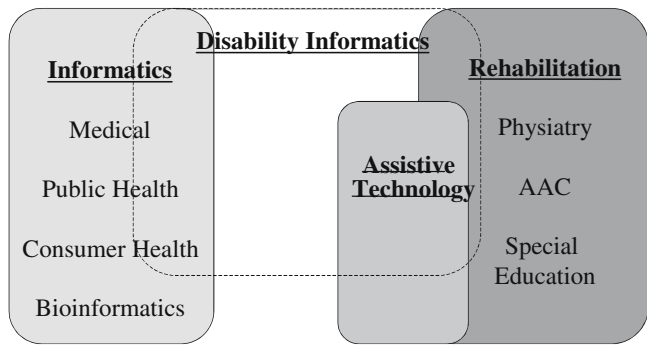 Disability Informatics
Informatics
Medical
Public Health
Consumer Health
Bioinformatics
Assistive
Technology
Rehabilitation
Physiatry
AAC
Special
Education